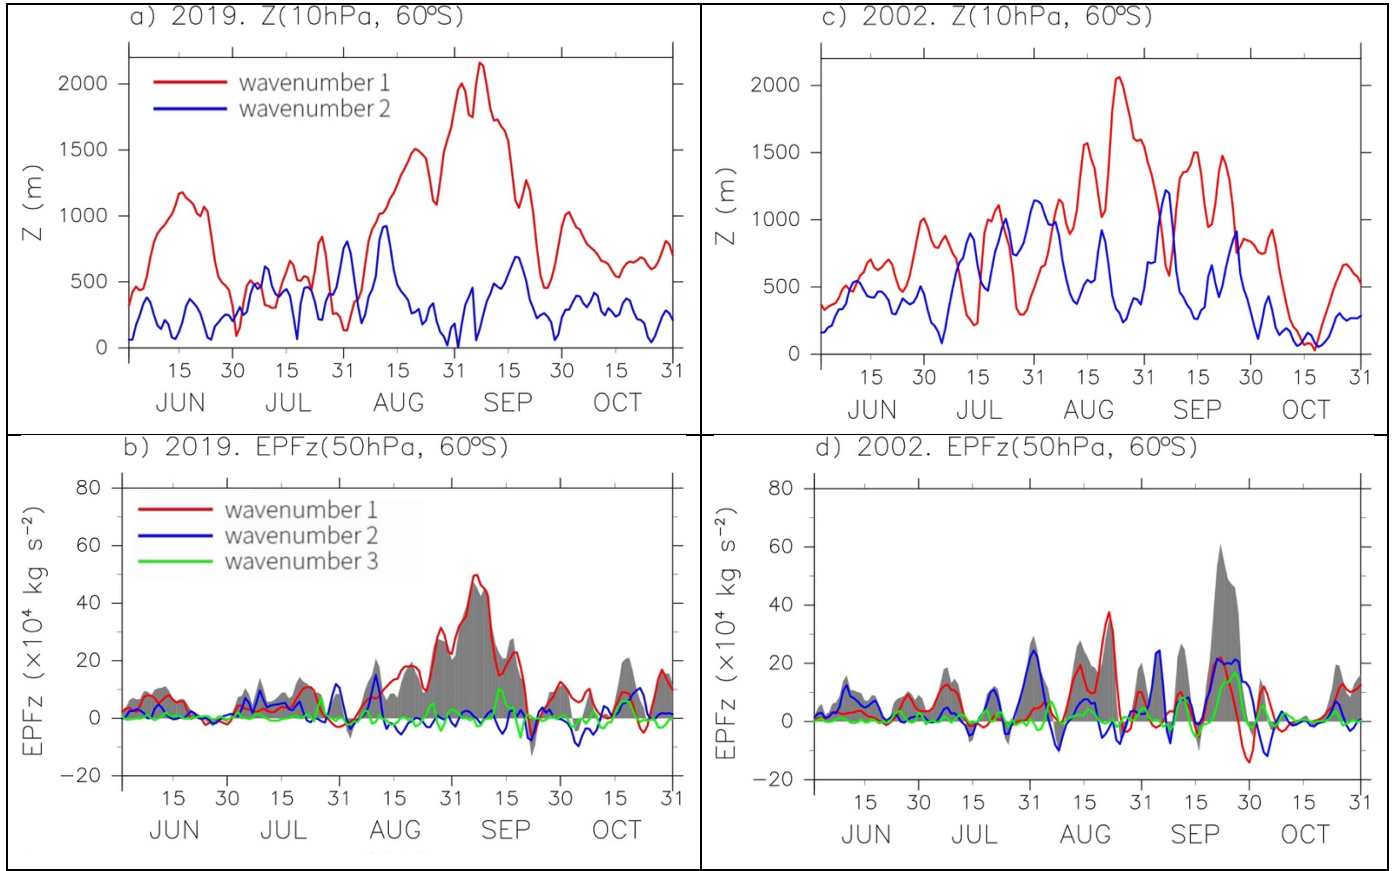 a) 2019. Z(10hPa, 60ºS)
Z (m)
2000
1500
1000
500
0
wavenumber 1
wavenumber 2
15 30 15 31 15 31 15 30 15 31
JUN JUL AUG SEP OCT
c) 2002. Z(10hPa, 60ºS)
Z (m)
2000
1500
1000
500
0
15 30 15 31 15 31 15 30 15 31
JUN JUL AUG SEP OCT
b) 2019. EPFz(50hPa, 60ºS)
EPFz (×10⁴ kg s⁻²)
80
60
40
20
0
−20
wavenumber 1
wavenumber 2
wavenumber 3
15 30 15 31 15 31 15 30 15 31
JUN JUL AUG SEP OCT
d) 2002. EPFz(50hPa, 60ºS)
EPFz (×10⁴ kg s⁻²)
80
60
40
20
0
−20
15 30 15 31 15 31 15 30 15 31
JUN JUL AUG SEP OCT